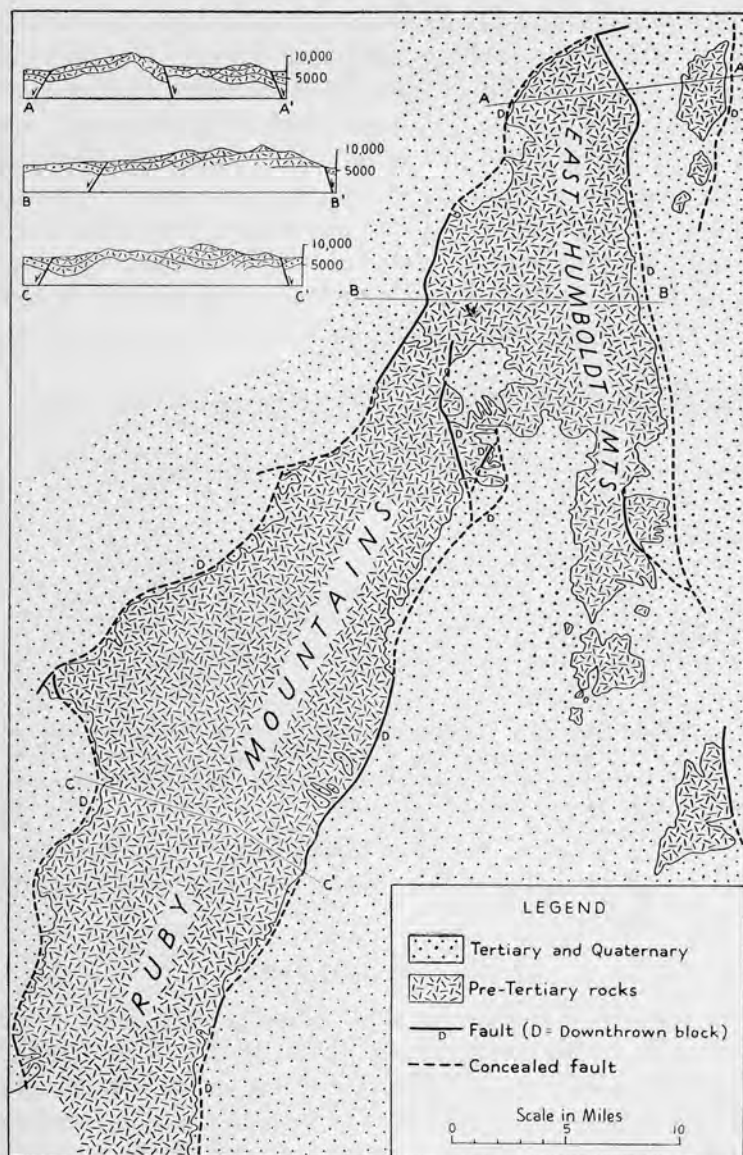 10,000
5000
A A'
10,000
5000
B B'
10,000
5000
C C'
A A
D D
EAST HUMBOLDT MTS
D
B B'
D
D
D
D
D
RUBY MOUNTAINS
C
D
C'
D
LEGEND
Tertiary and Quaternary
Pre-Tertiary rocks
D Fault (D = Downthrown block)
Concealed fault
Scale in Miles
0 5 10